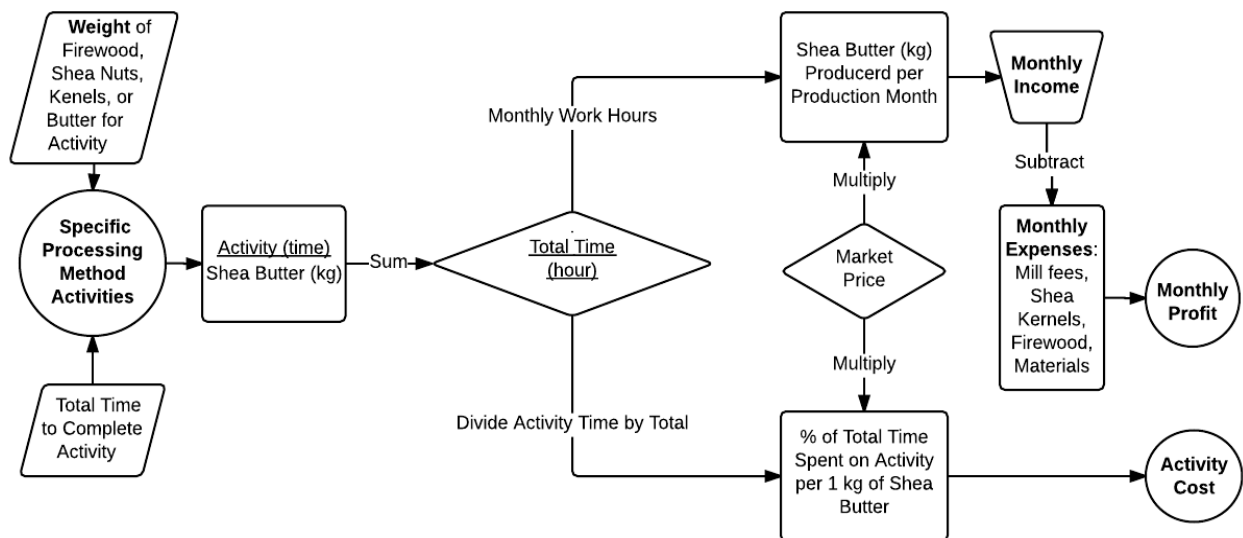 Weight of
Firewood,
Shea Nuts,
Kenels, or
Butter for
Activity
Specific
Processing
Method
Activities
Total Time
to Complete
Activity
Activity (time)
Shea Butter (kg)
Sum
Total Time
(hour)
Monthly Work Hours
Divide Activity Time by Total
Shea Butter (kg)
Producerd per
Production Month
Multiply
Market
Price
Multiply
% of Total Time
Spent on Activity
per 1 kg of Shea
Butter
Monthly
Income
Subtract
Monthly
Expenses:
Mill fees,
Shea
Kernels,
Firewood,
Materials
Monthly
Profit
Activity
Cost